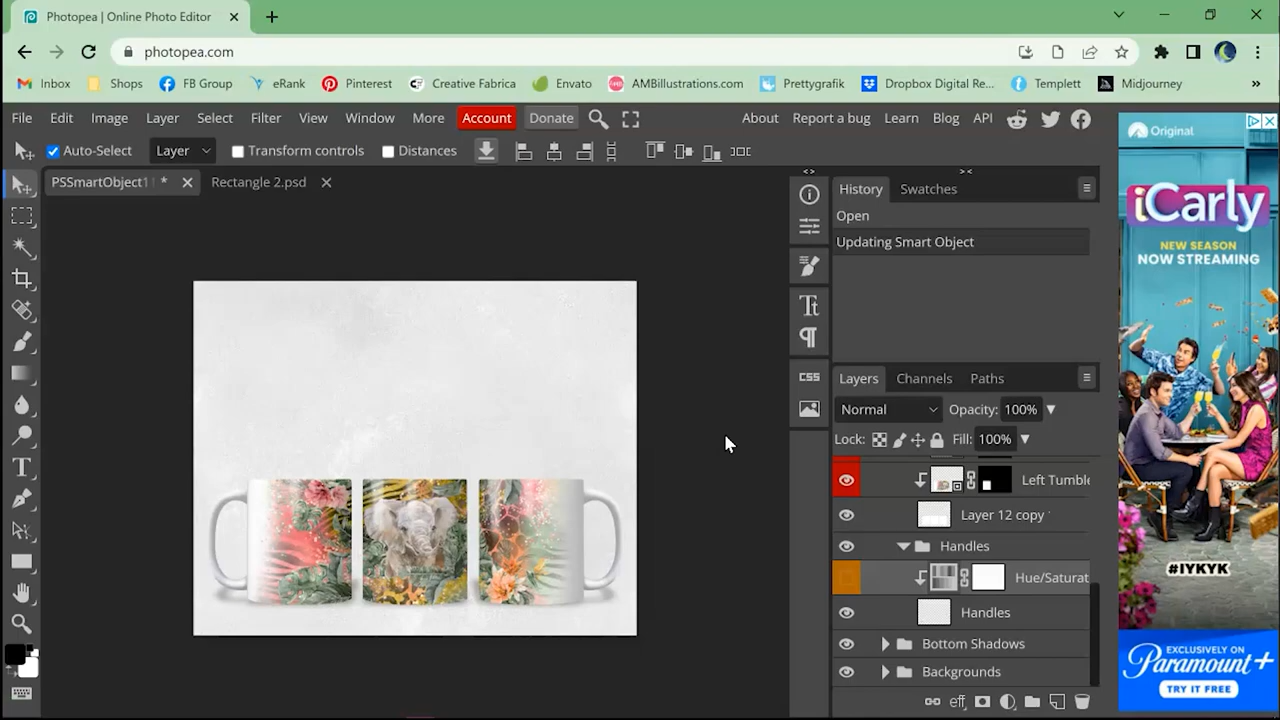 Photopea | Online Photo Editor
photopea.com
Inbox Shops FB Group eRank Pinterest Creative Fabrica Envato AMBillustrations.com Prettygrafik Dropbox Digital Re... Templett Midjourney »
File Edit Image Layer Select Filter View Window More Account Donate About Report a bug Learn Blog API
Auto-Select Layer Transform controls Distances
PSSmartObject1 * Rectangle 2.psd
History Swatches
Open
Updating Smart Object
CSS
Layers Channels Paths
Normal Opacity: 100%
Lock: Fill: 100%
Left Tumble
Layer 12 copy
Handles
Hue/Saturat
Handles
Bottom Shadows
Backgrounds
eff
Original
iCarly
NEW SEASON
NOW STREAMING
#IYKYK
EXCLUSIVELY ON
Paramount+
TRY IT FREE